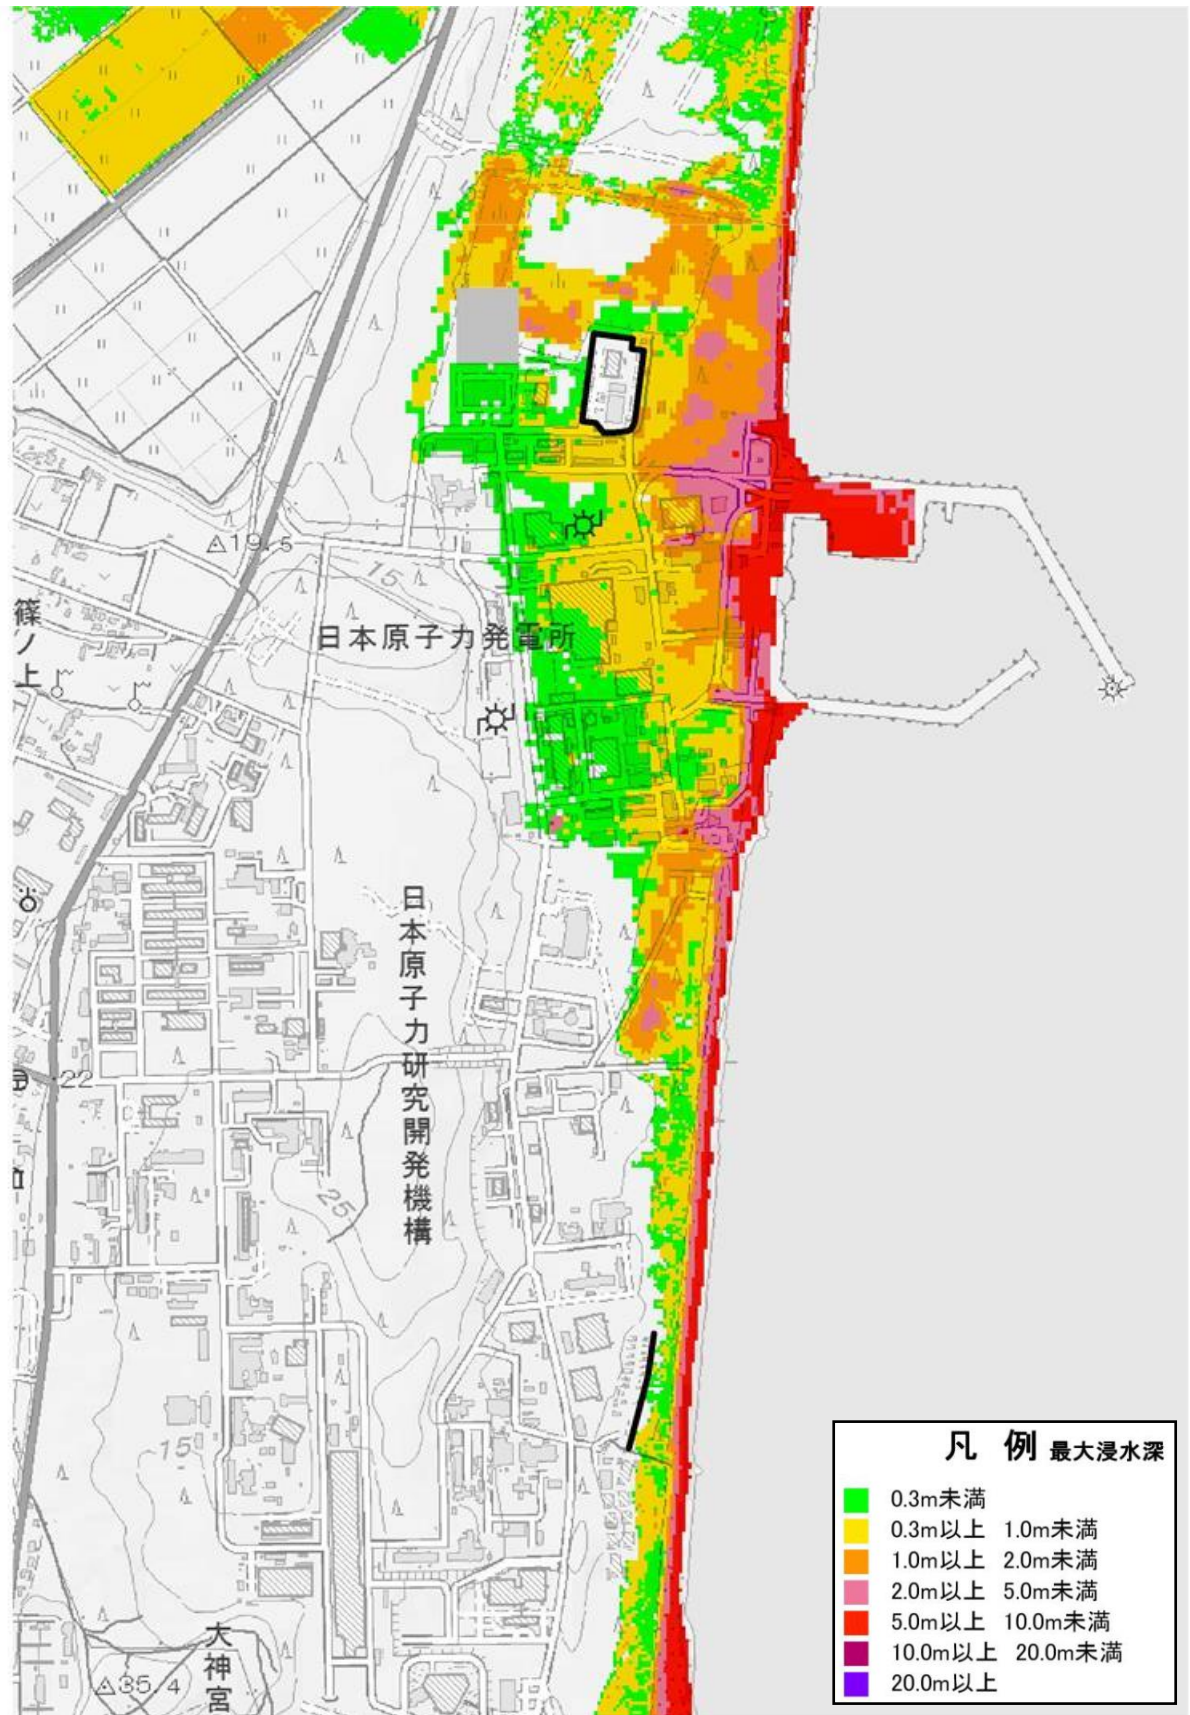 △19.5
15
篠ノ上
日本原子力発電所
日本原子力研究開発機構
22
25
15
大神宮
△35.4
凡 例 最大浸水深
0.3m未満
0.3m以上 1.0m未満
1.0m以上 2.0m未満
2.0m以上 5.0m未満
5.0m以上 10.0m未満
10.0m以上 20.0m未満
20.0m以上